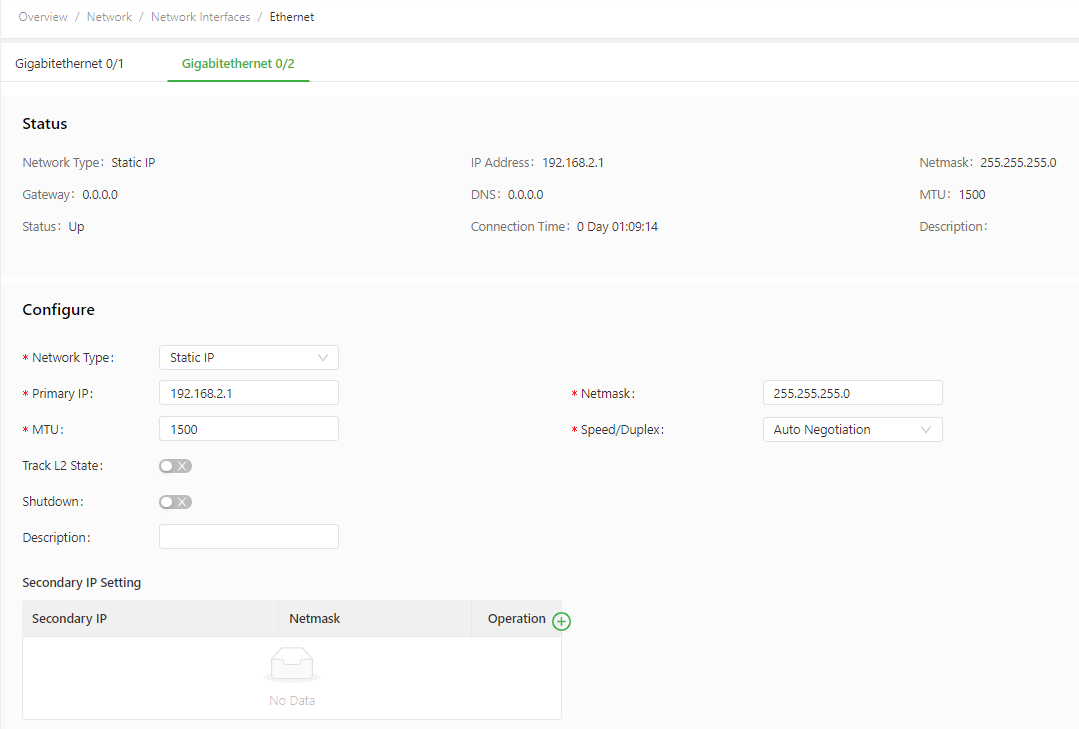 Overview / Network / Network Interfaces / Ethernet
Gigabitethernet 0/1 Gigabitethernet 0/2
Status
Network Type: Static IP IP Address: 192.168.2.1 Netmask: 255.255.255.0
Gateway: 0.0.0.0 DNS: 0.0.0.0 MTU: 1500
Status: Up Connection Time: 0 Day 01:09:14 Description:
Configure
* Network Type: Static IP
* Primary IP: 192.168.2.1 * Netmask: 255.255.255.0
* MTU: 1500 * Speed/Duplex: Auto Negotiation
Track L2 State:
Shutdown:
Description:
Secondary IP Setting
Secondary IP Netmask Operation
No Data